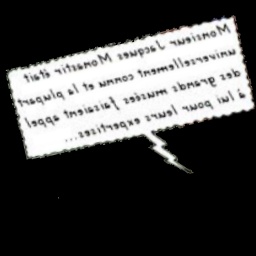 Monsieur Jacques Monastir était
universellement connu et la plupart
des grands musées faisaient appel
à lui pour leurs expertises...